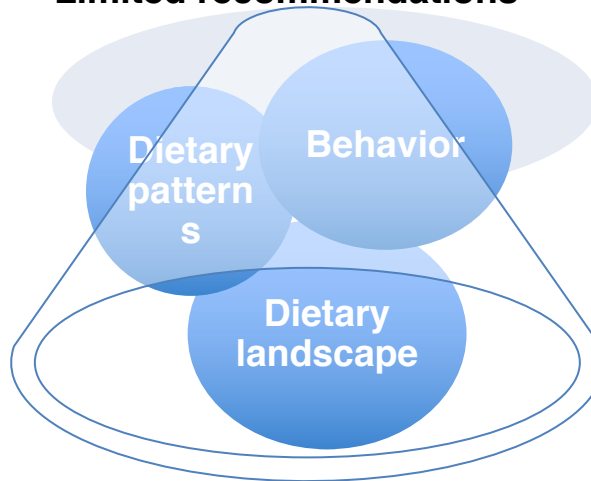 Limited recommendations
Dietary
pattern
s
Behavior
Dietary
landscape